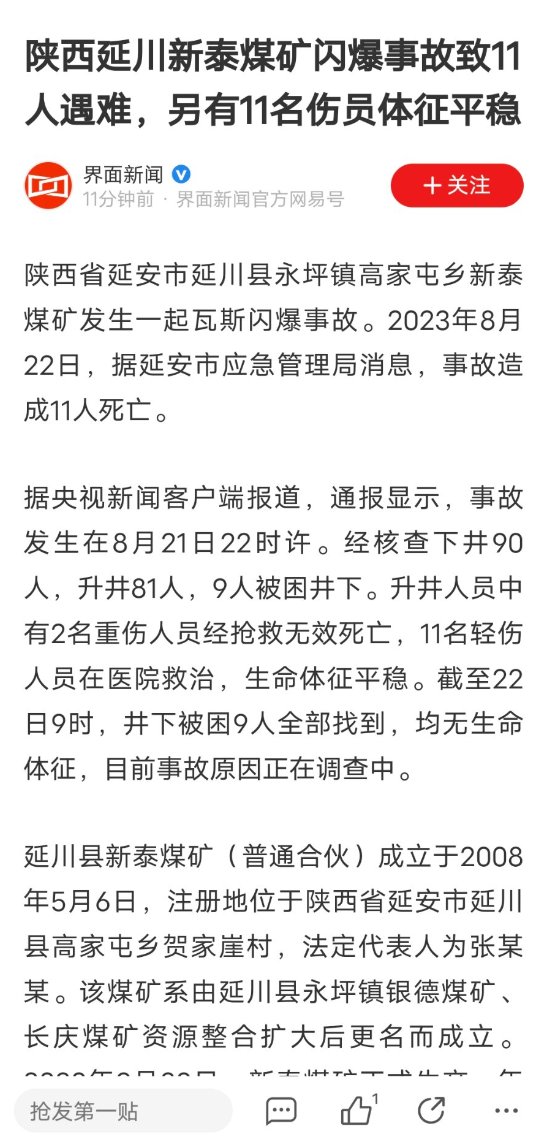 陕西延川新泰煤矿闪爆事故致11
人遇难，另有11名伤员体征平稳
界面新闻
11分钟前 · 界面新闻官方网易号
+关注
陕西省延安市延川县永坪镇高家屯乡新泰
煤矿发生一起瓦斯闪爆事故。2023年8月
22日，据延安市应急管理局消息，事故造
成11人死亡。
据央视新闻客户端报道，通报显示，事故
发生在8月21日22时许。经核查下井90
人，升井81人，9人被困井下。升井人员中
有2名重伤人员经抢救无效死亡，11名轻伤
人员在医院救治，生命体征平稳。截至22
日9时，井下被困9人全部找到，均无生命
体征，目前事故原因正在调查中。
延川县新泰煤矿（普通合伙）成立于2008
年5月6日，注册地位于陕西省延安市延川
县高家屯乡贺家崖村，法定代表人为张某
某。该煤矿系由延川县永坪镇银德煤矿、
长庆煤矿资源整合扩大后更名而成立。
抢发第一贴
1